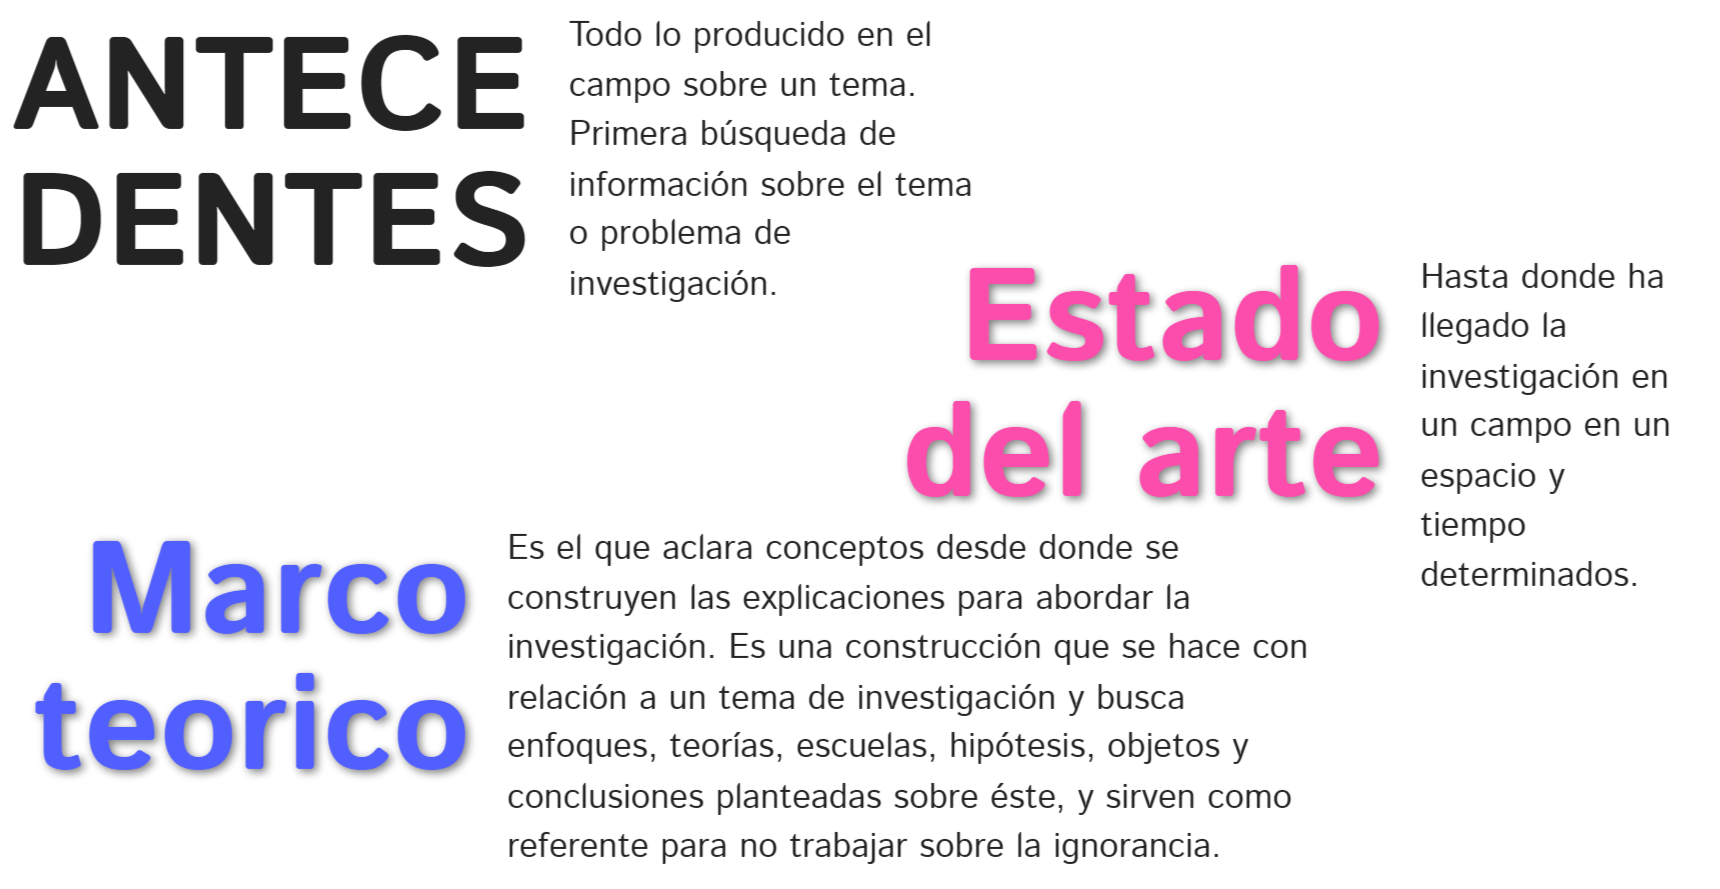 ANTECE
DENTES
Todo lo producido en el
campo sobre un tema.
Primera búsqueda de
información sobre el tema
o problema de
investigación.
Estado
del arte
Hasta donde ha
llegado la
investigación en
un campo en un
espacio y
tiempo
determinados.
Marco
teorico
Es el que aclara conceptos desde donde se
construyen las explicaciones para abordar la
investigación. Es una construcción que se hace con
relación a un tema de investigación y busca
enfoques, teorías, escuelas, hipótesis, objetos y
conclusiones planteadas sobre éste, y sirven como
referente para no trabajar sobre la ignorancia.